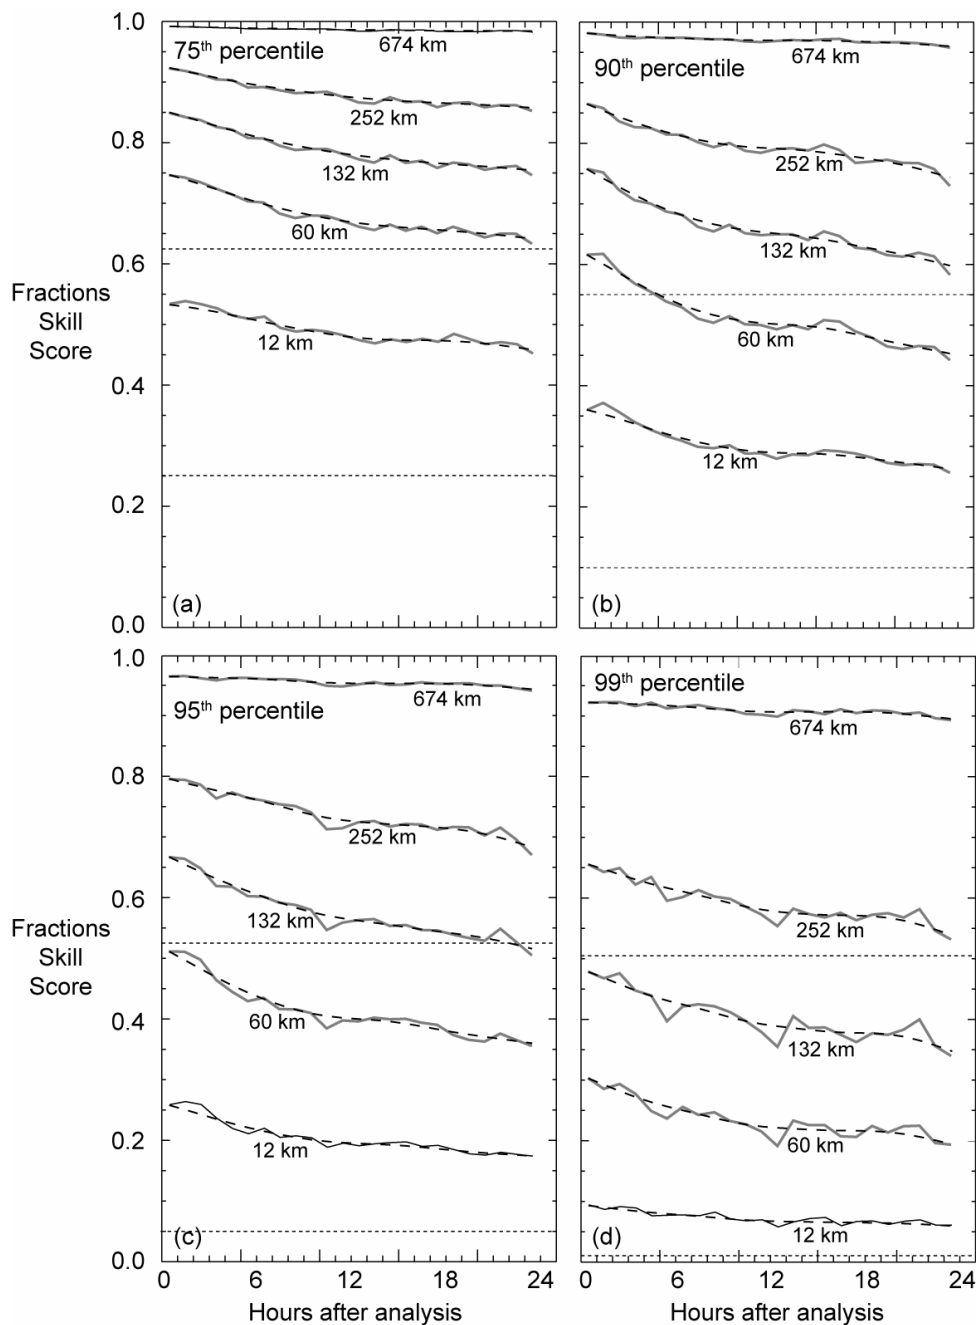 1.0
75th percentile
674 km
90th percentile
674 km
252 km
0.8
132 km
252 km
60 km
132 km
0.6
Fractions
Skill
Score
12 km
60 km
0.4
12 km
0.2
(a)
(b)
0.0
1.0
95th percentile
674 km
99th percentile
674 km
0.8
252 km
0.6
132 km
252 km
Fractions
Skill
Score
60 km
132 km
0.4
60 km
0.2
12 km
12 km
(c)
(d)
0.0
0 6 12 18 24
0 6 12 18 24
Hours after analysis
Hours after analysis